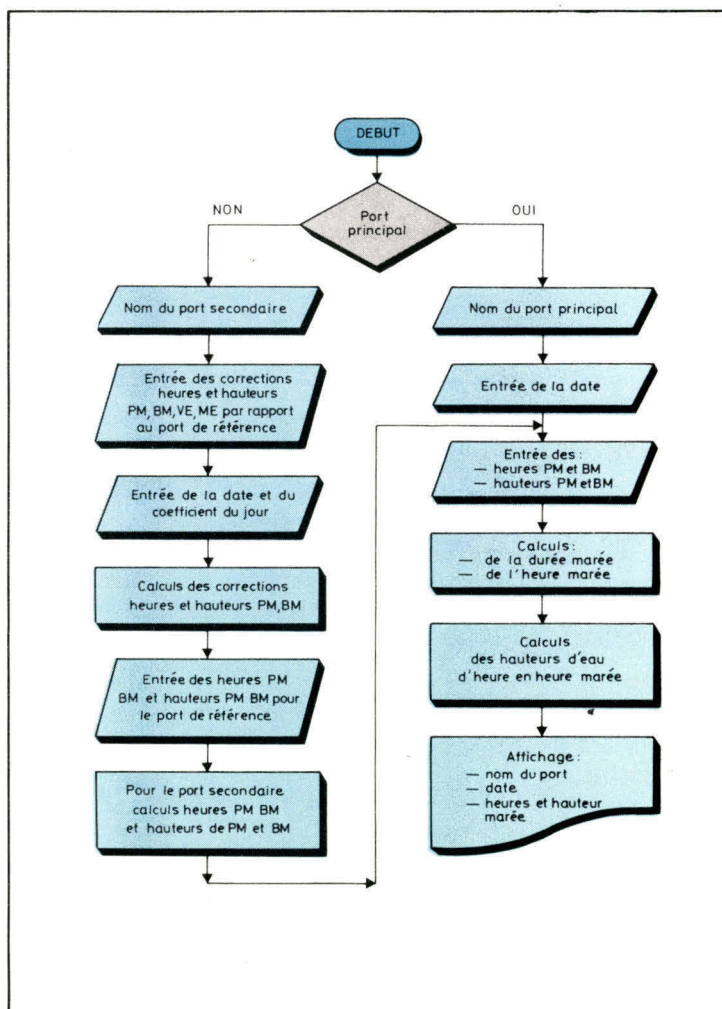 DEBUT
NON
OUI
Port
principal
Nom du port secondaire
Entrée des corrections
heures et hauteurs
PM, BM, VE, ME par rapport
au port de référence
Entrée de la date et du
coefficient du jour
Calculs des corrections
heures et hauteurs PM, BM
Entrée des heures PM
BM et hauteurs PM BM pour
le port de référence
Pour le port secondaire
calculs heures PM BM
et hauteurs de PM et BM
Nom du port principal
Entrée de la date
Entrée des :
— heures PM et BM
— hauteurs PM et BM
Calculs :
— de la durée marée
— de l'heure marée
Calculs
des hauteurs d'eau
d'heure en heure marée
Affichage :
— nom du port
— date
— heures et hauteur
marée